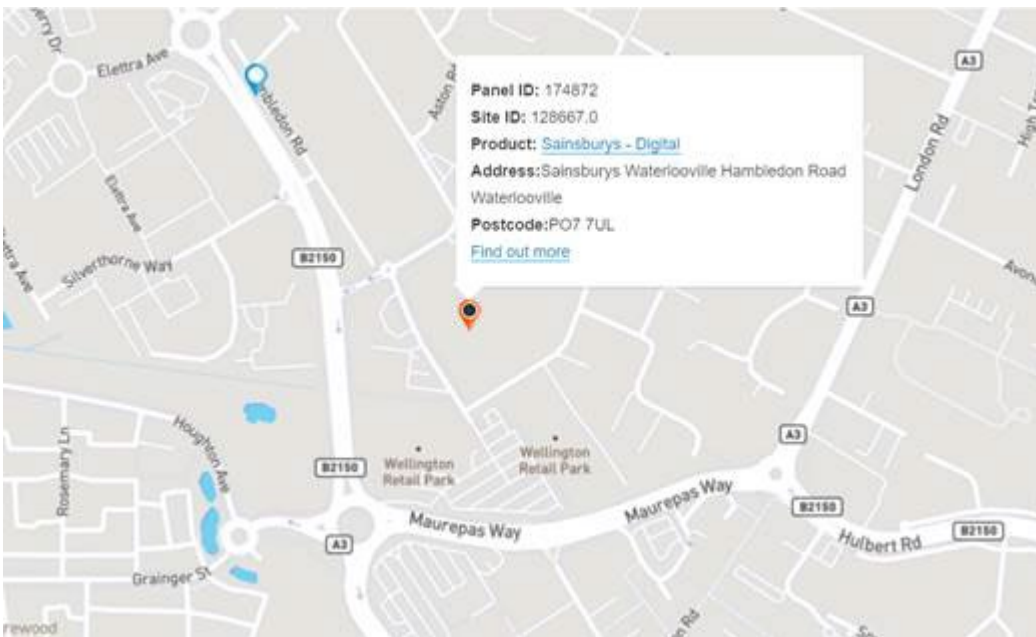 Elettra Ave
Aston Rd
London Rd
A3
Panel ID: 174872
Site ID: 128667.0
Product: Sainsburys - Digital
Address:Sainsburys Waterlooville Hambledon Road
Waterlooville
Postcode:PO7 7UL
Find out more
Elettra Ave
Silverthorne Way
B2150
A3
Rosemary Ln
Houghton Ave
B2150
Wellington
Retail Park
Wellington
Retail Park
A3
Maurepas Way
Maurepas Way
B2150
Hulbert Rd
B2150
A3
Grainger St